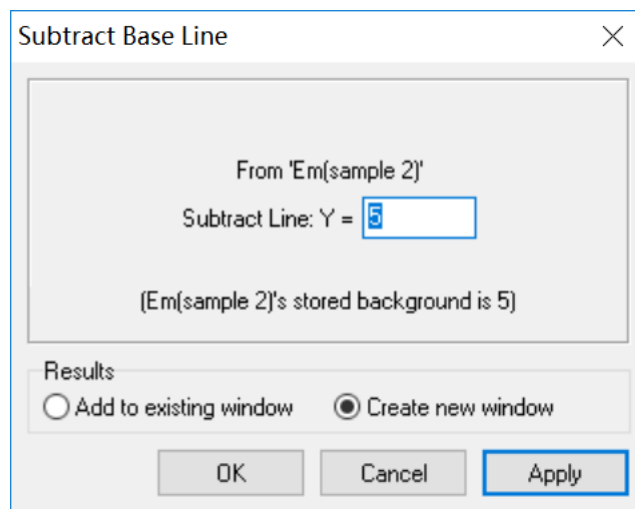 Subtract Base Line
From 'Em(sample 2)'
Subtract Line: Y = 5
(Em(sample 2)'s stored background is 5)
Results
Add to existing window Create new window
OK Cancel Apply